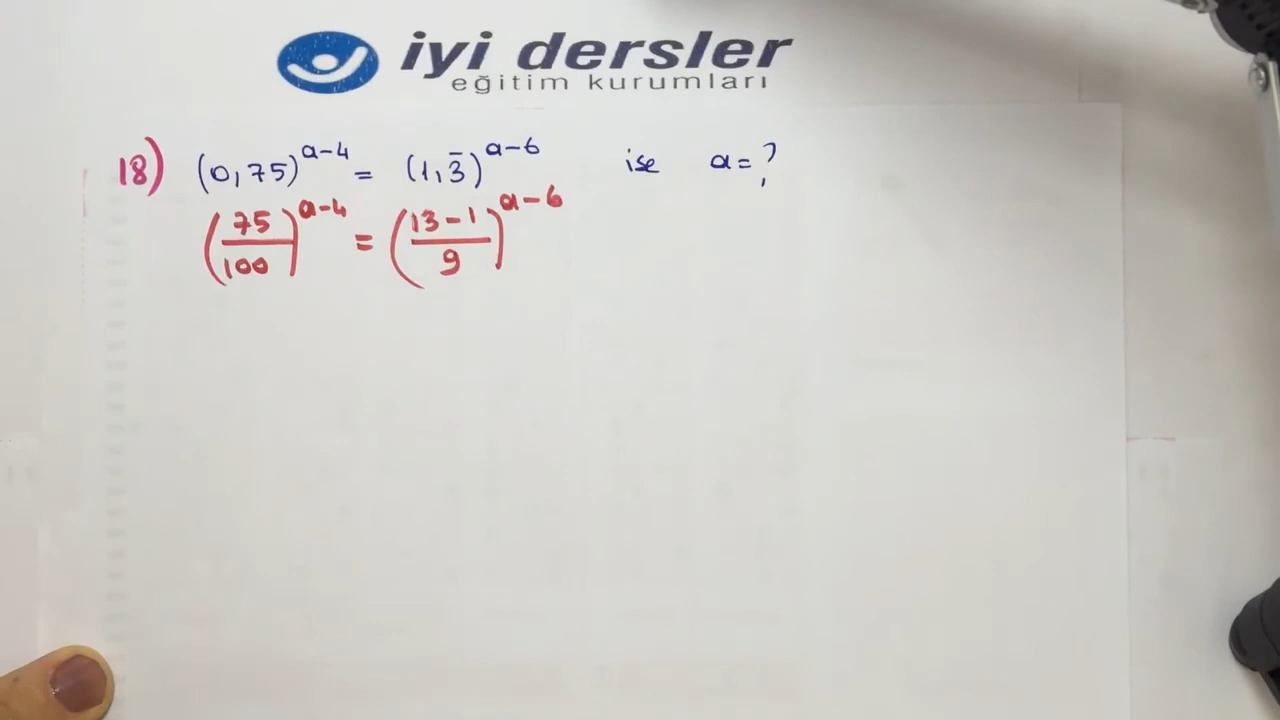 iyi dersler
eğitim kurumları
18) (0,75)^{a-4} = (1,3̅)^{a-6} ise a=?
(75/100)^{a-4} = ((13-1)/9)^{a-6}